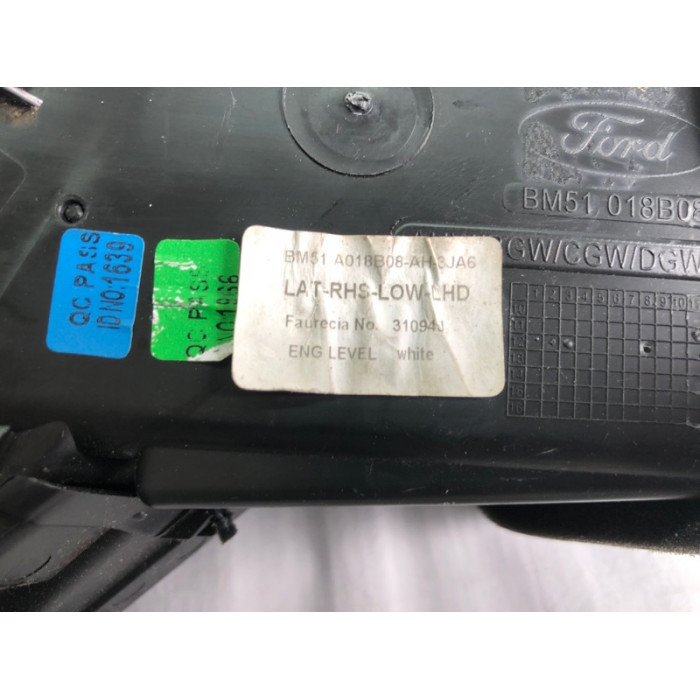 Ford
BM51 018B08
GW/CGW/DGW
QC PASS
ID NO:1639
QC PASS
BM51 A018B08-AH 3JA6
LAT-RHS-LOW-LHD
Faurecia No. 31094J
ENG LEVEL white